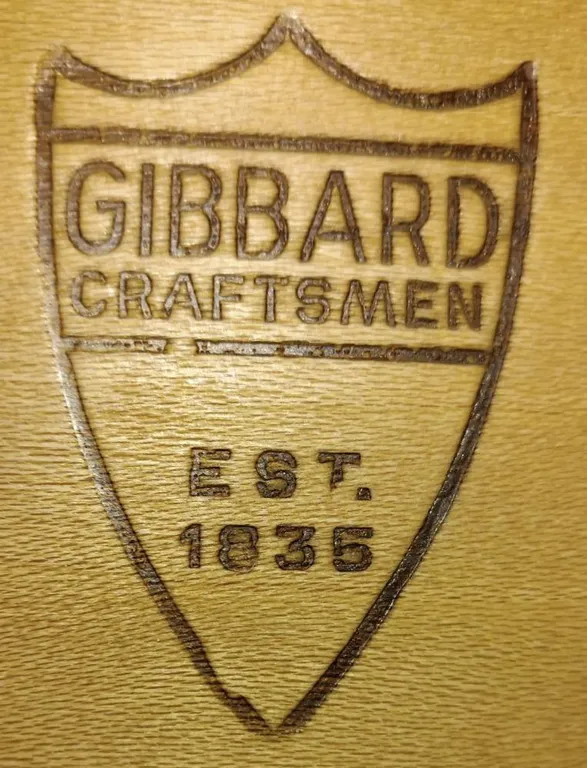 GIBBARD
CRAFTSMEN
EST.
1835